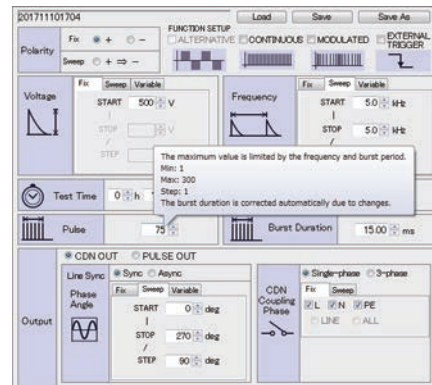 20171110170​4
Load Save Save As
FUNCTION SETUP
Polarity
Fix + -
Sweep + ⇒ -
ALTERNATIVE CONTINUOUS MODULATED EXTERNAL TRIGGER
Voltage
Fix Sweep Variable
START 500 V
STOP V
STEP
Frequency
Fix Sweep Variable
START 5.0 kHz
STOP 5.0 kHz
The maximum value is limited by the frequency and burst period.
Min: 1
Max: 300
Step: 1
The burst duration is corrected automatically due to changes.
Test Time 0 h
Pulse 75
Burst Duration 15.00 ms
Output
CDN OUT PULSE OUT
Line Sync Sync Async
Phase Angle
Fix Sweep Variable
START 0 deg
STOP 270 deg
STEP 90 deg
CDN Coupling Phase
Single-phase 3-phase
Fix Sweep
L N PE
LINE ALL